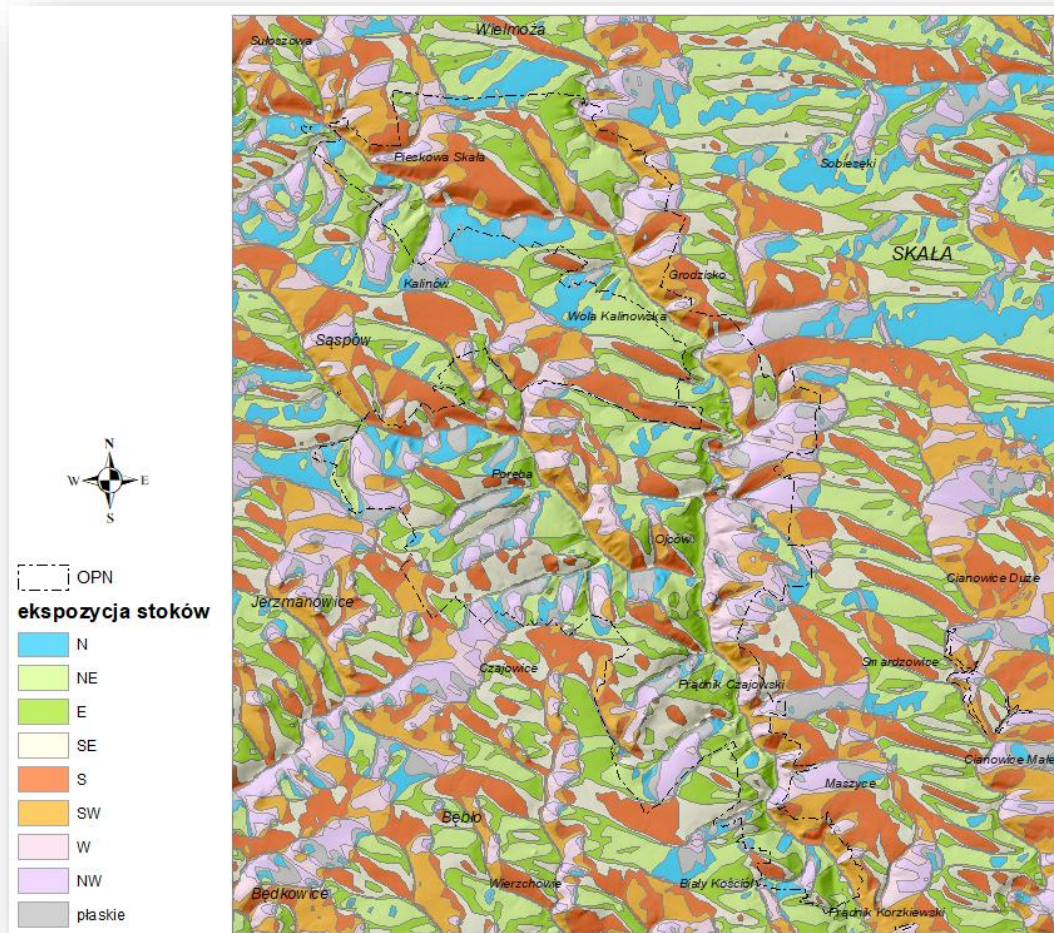 Wielmoża
Sułoszowa
Pieskowa Skała
Sobiesęki
SKAŁA
Kalinów
Grodzisko
Wola Kalinowska
Sąspów
N
W E
S
Poręba
Ojców
OPN
ekspozycja stoków
Jerzmanowice
Cianowice Duże
N
NE
E
SE
S
SW
W
NW
płaskie
Czajowice
Smardzowice
Prądnik Czajowski
Cianowice Małe
Maszyce
Bębło
Wierzchowie
Biały Kościół
Będkowice
Prądnik Korzkiewski